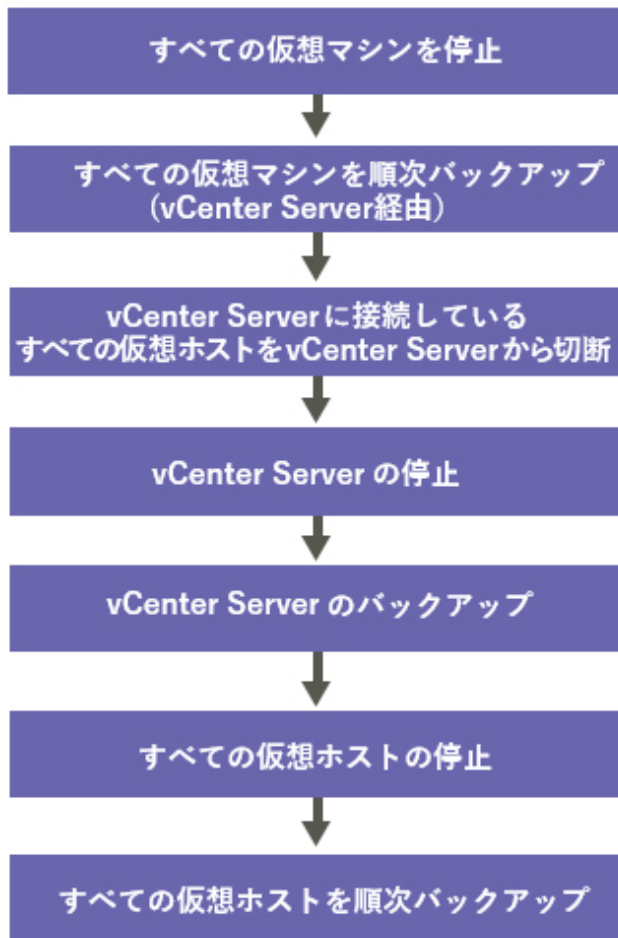 すべての仮想マシンを停止
すべての仮想マシンを順次バックアップ
(vCenter Server経由)
vCenter Serverに接続している
すべての仮想ホストをvCenter Serverから切断
vCenter Server の停止
vCenter Server のバックアップ
すべての仮想ホストの停止
すべての仮想ホストを順次バックアップ